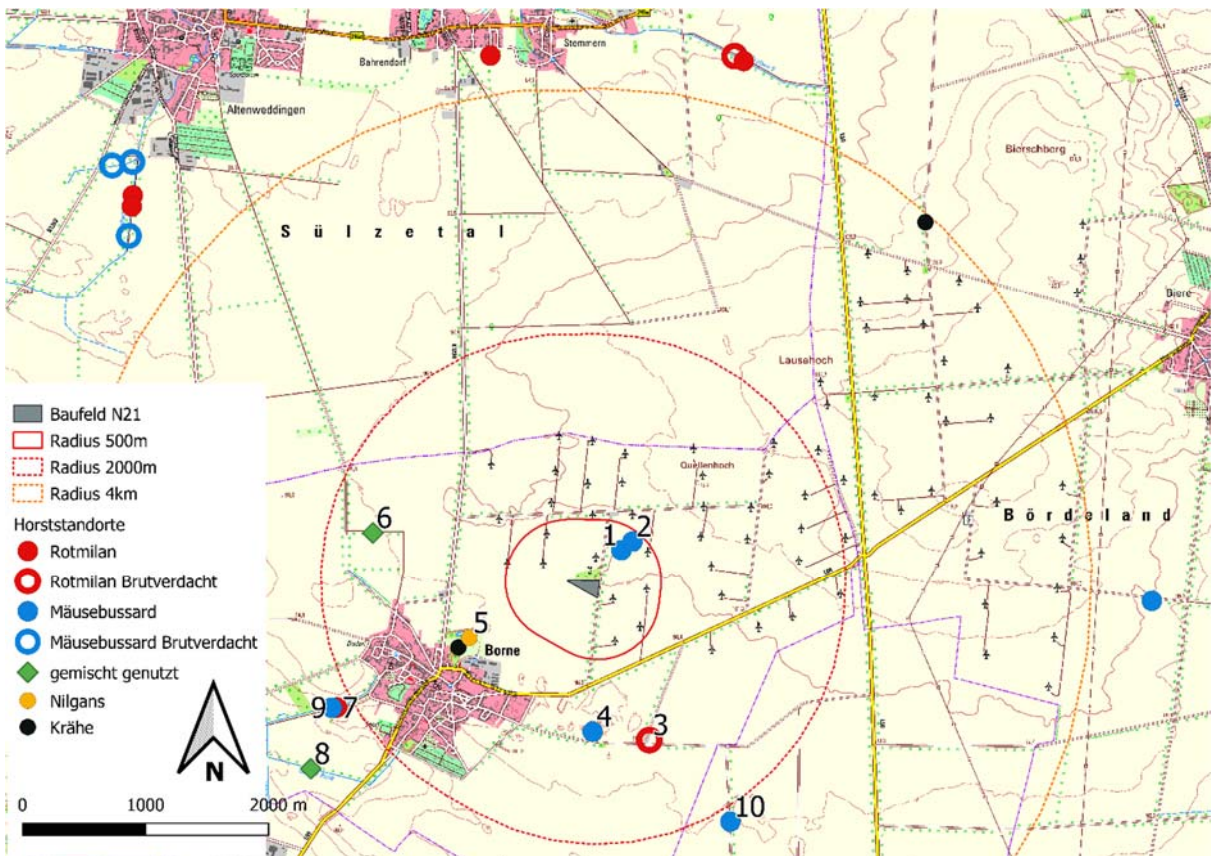 Stemmern
Bahrendorf
Altenweddingen
Bierschberg
Sülzetal
Biere
Lausehoch
Baufeld N21
Radius 500m
Radius 2000m
Radius 4km
Horststandorte
Rotmilan
Rotmilan Brutverdacht
Mäusebussard
Mäusebussard Brutverdacht
gemischt genutzt
Nilgans
Krähe
N
0 1000 2000 m
Quellenhoch
Bördeland
6
1 2
5
Borne
9 7
4 3
8
10